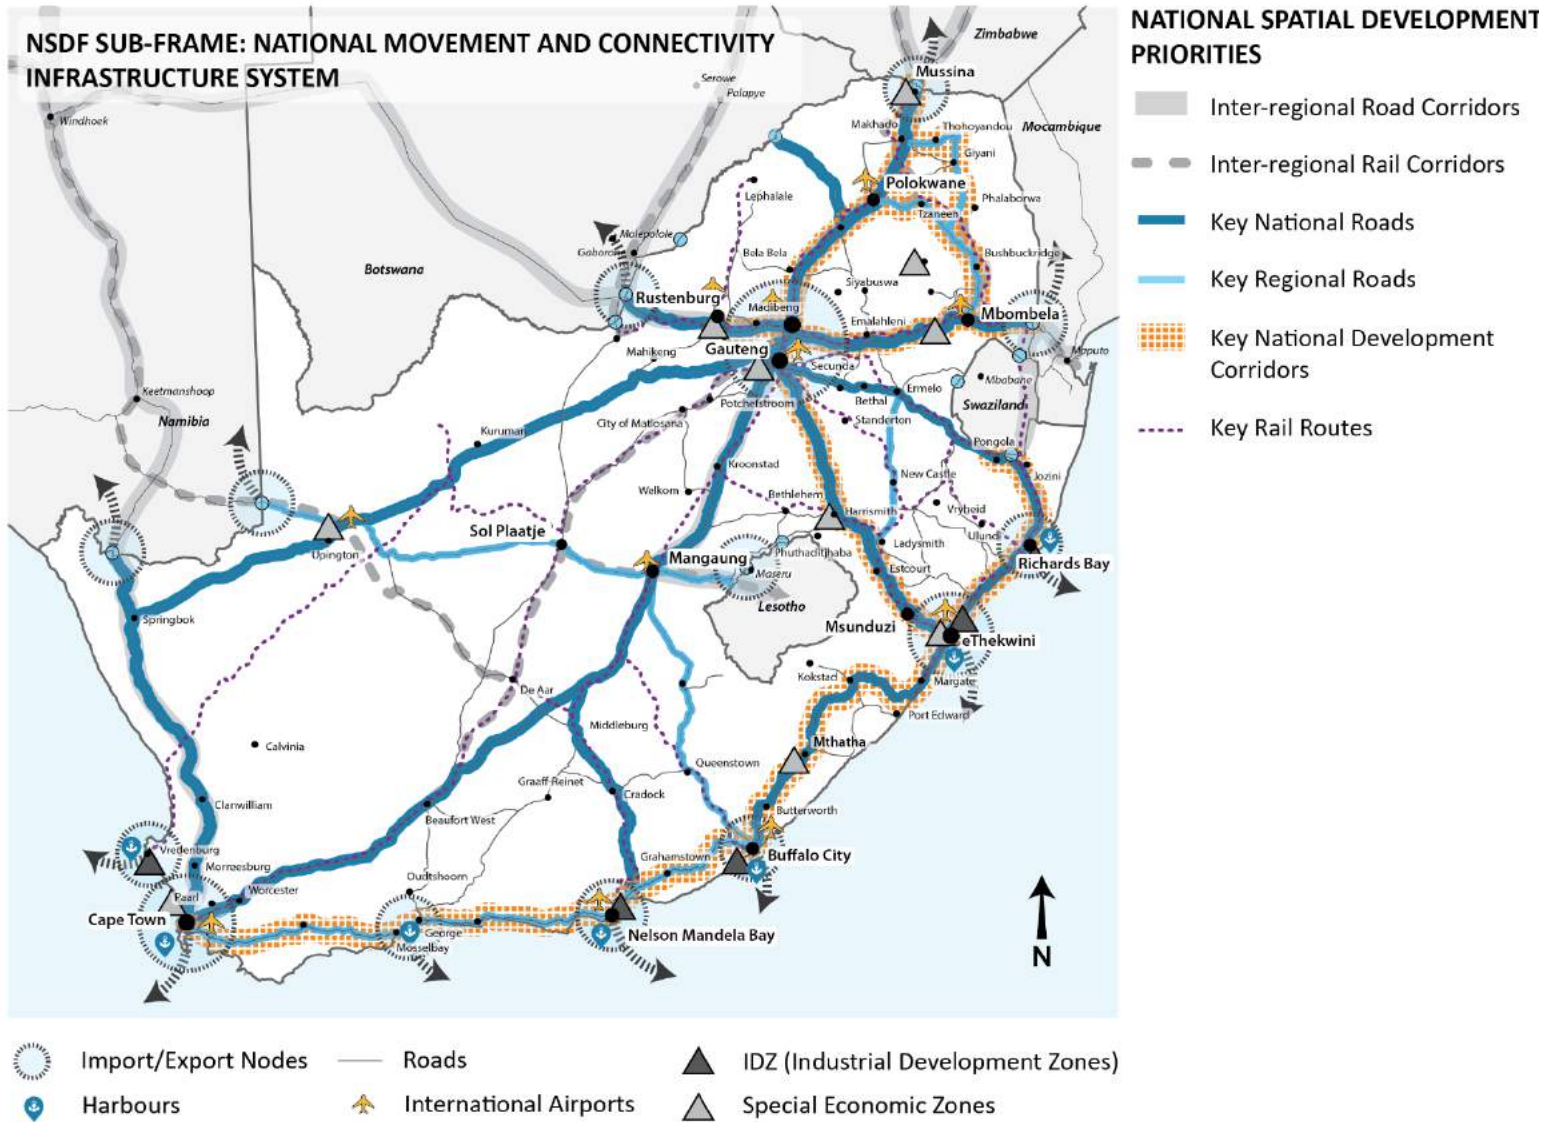 NSDF SUB-FRAME: NATIONAL MOVEMENT AND CONNECTIVITY
INFRASTRUCTURE SYSTEM
NATIONAL SPATIAL DEVELOPMENT
PRIORITIES
Inter-regional Road Corridors
Inter-regional Rail Corridors
Key National Roads
Key Regional Roads
Key National Development
Corridors
Key Rail Routes
Zimbabwe
Mussina
Serowe
Palapye
Windhoek
Makhado
Thohoyandou
Mocambique
Giyani
Polokwane
Lephalale
Phalaborwa
Tzaneen
Molepolole
Gaborone
Bela Bela
Bushbuckridge
Botswana
Siyabuswa
Rustenburg
Madibeng
Mbombela
Emalahleni
Gauteng
Mahikeng
Maputo
Secunda
Keetmanshoop
Mbabane
Ermelo
Bethal
Potchefstroom
Swaziland
Namibia
City of Matlosana
Standerton
Kuruman
Pongola
Kroonstad
Jozini
New Castle
Welkom
Bethlehem
Vryheid
Harrismith
Sol Plaatje
Ulundi
Upington
Ladysmith
Phuthaditjhaba
Mangaung
Richards Bay
Maseru
Estcourt
Lesotho
Springbok
Msunduzi
eThekwini
Kokstad
Margate
De Aar
Port Edward
Middleburg
Calvinia
Mthatha
Queenstown
Graaff-Reinet
Cradock
Clanwilliam
Butterworth
Beaufort West
Vredenburg
Grahamstown
Buffalo City
Morreesburg
Oudtshoorn
Worcester
Paarl
Cape Town
George
Nelson Mandela Bay
Mosselbay
N
Import/Export Nodes
Roads
IDZ (Industrial Development Zones)
Harbours
International Airports
Special Economic Zones